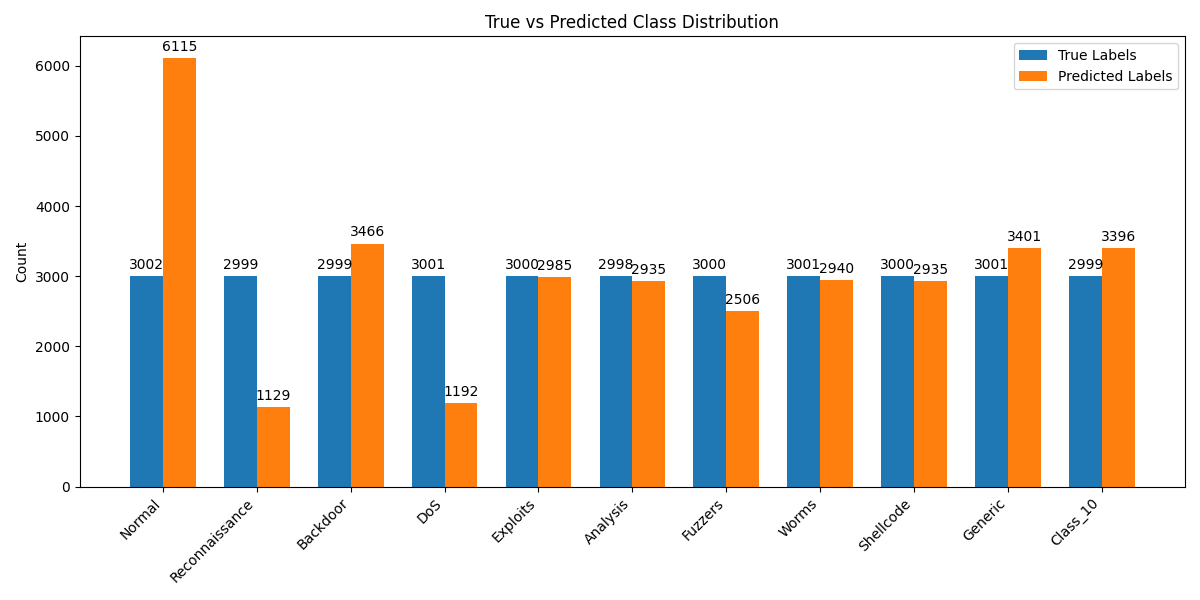 True vs Predicted Class Distribution
True Labels
Predicted Labels
Count
6000
5000
4000
3000
2000
1000
0
3002 6115
2999 1129
2999 3466
3001 1192
3000 2985
2998 2935
3000 2506
3001 2940
3000 2935
3001 3401
2999 3396
Normal
Reconnaissance
Backdoor
DoS
Exploits
Analysis
Fuzzers
Worms
Shellcode
Generic
Class_10